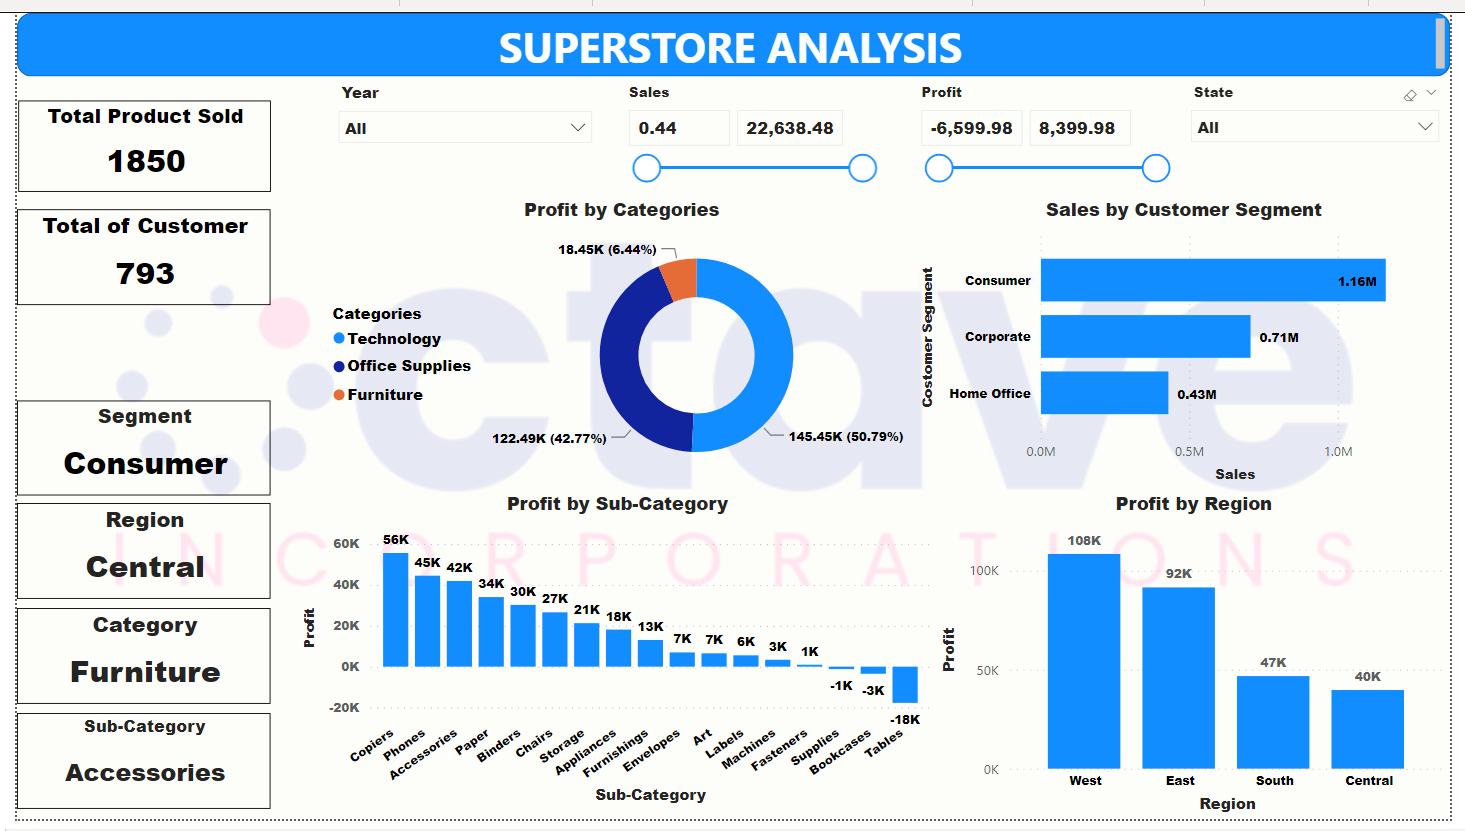 SUPERSTORE ANALYSIS
Total Product Sold
1850
Total of Customer
793
Segment
Consumer
Region
Central
Category
Furniture
Sub-Category
Accessories
Year
All
Sales
0.44
22,638.48
Profit
-6,599.98
8,399.98
State
All
Profit by Categories
18.45K (6.44%)
Categories
Technology
Office Supplies
Furniture
122.49K (42.77%)
145.45K (50.79%)
Sales by Customer Segment
Costomer Segment
Consumer
1.16M
Corporate
0.71M
Home Office
0.43M
0.0M
0.5M
1.0M
Sales
Profit by Sub-Category
Profit
60K
40K
20K
0K
-20K
56K
45K
42K
34K
30K
27K
21K
18K
13K
7K
7K
6K
3K
1K
-1K
-3K
-18K
Copiers
Phones
Accessories
Paper
Binders
Chairs
Storage
Appliances
Furnishings
Envelopes
Art
Labels
Machines
Fasteners
Supplies
Bookcases
Tables
Sub-Category
Profit by Region
Profit
100K
50K
0K
108K
92K
47K
40K
West
East
South
Central
Region
ctave
INCORPORATIONS